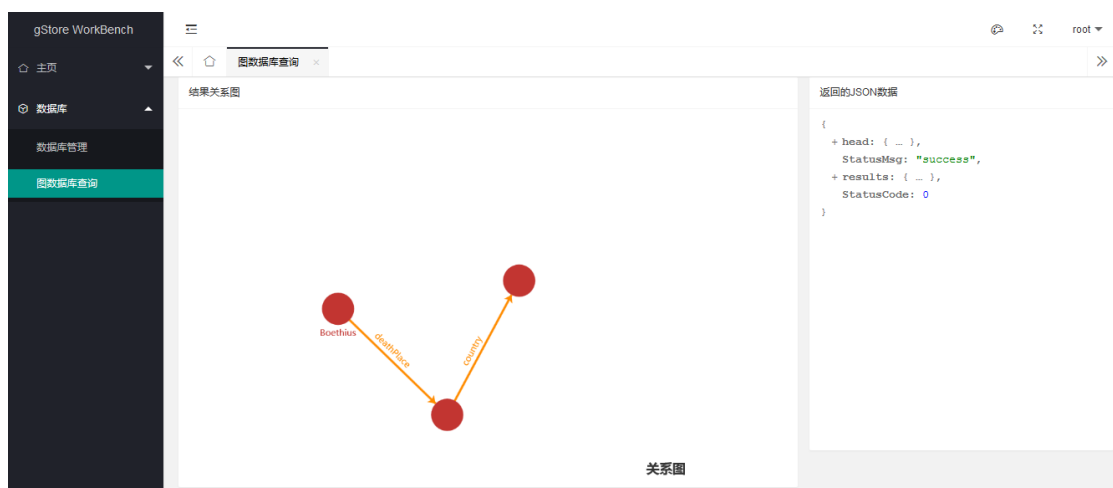 gStore WorkBench
root
主页
图数据库查询
数据库
数据库管理
图数据库查询
结果关系图
Boethius
deathPlace
country
关系图
返回的JSON数据
{
+ head: { … },
StatusMsg: "success",
+ results: { … },
StatusCode: 0
}